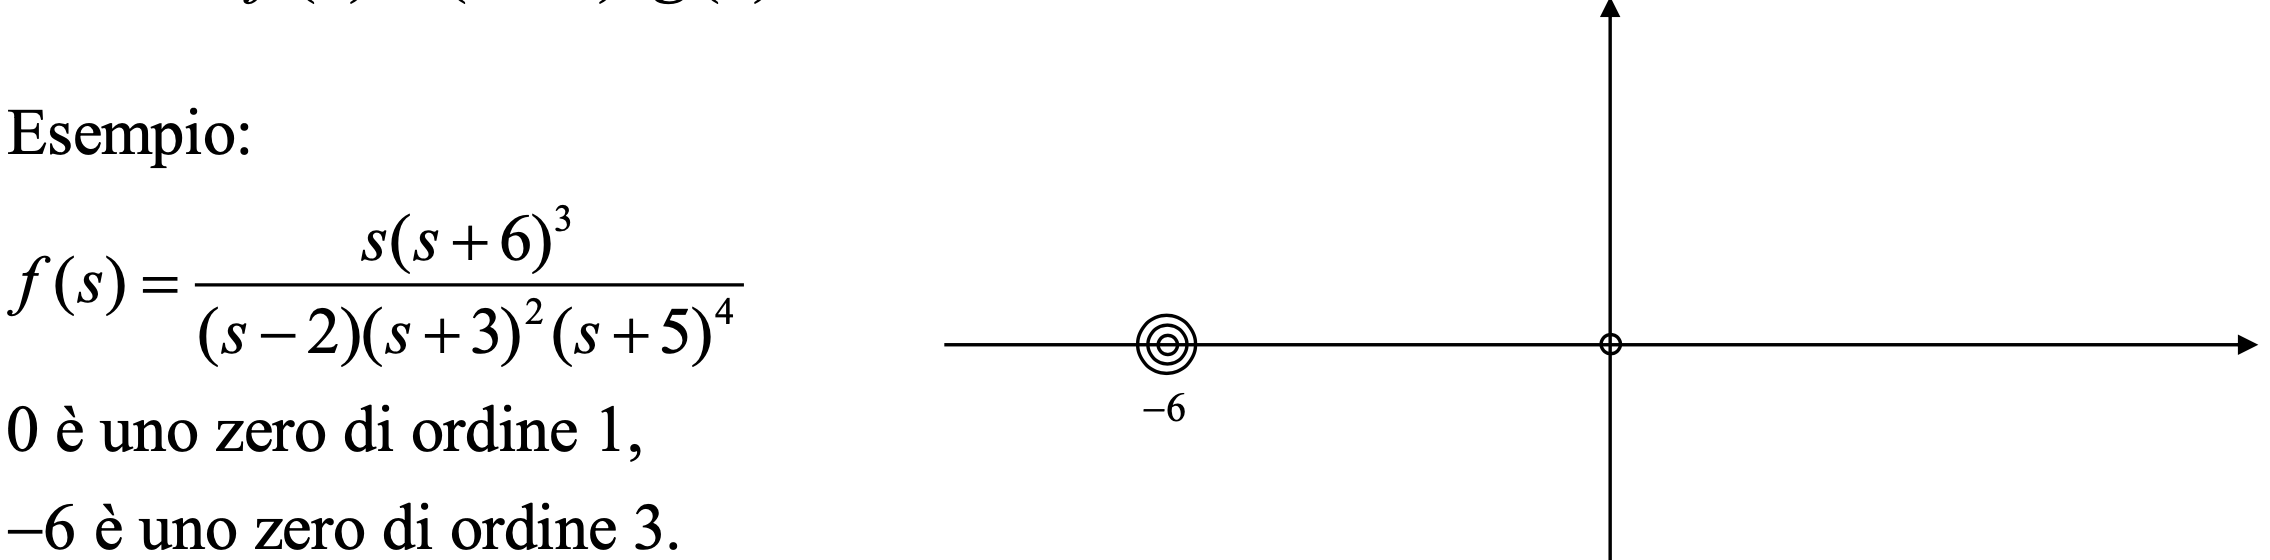 Esempio:
f(s) = \frac{s(s+6)^3}{(s-2)(s+3)^2(s+5)^4}
0 è uno zero di ordine 1,
−6 è uno zero di ordine 3.
−6